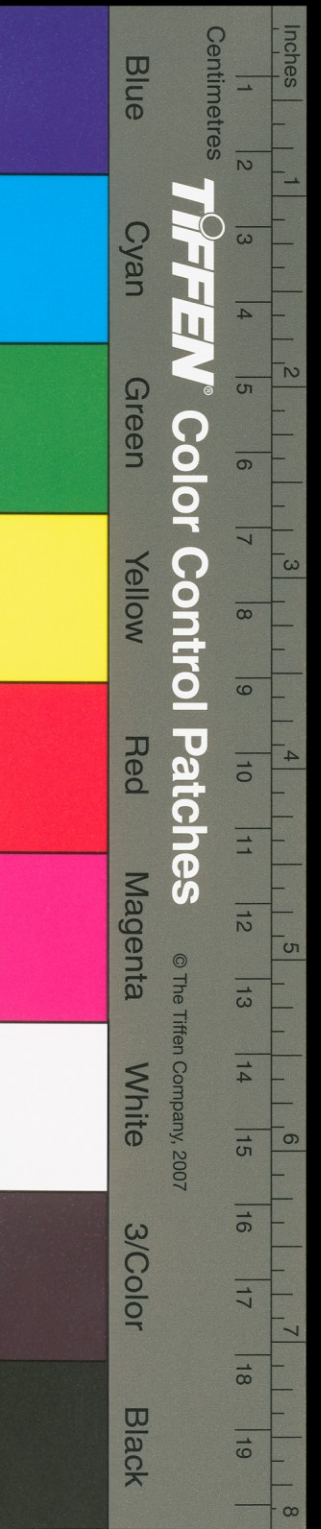 Inches
1 2 3 4 5 6 7 8
Centimetres
1 2 3 4 5 6 7 8 9 10 11 12 13 14 15 16 17 18 19
TIFFEN® Color Control Patches © The Tiffen Company, 2007
Blue Cyan Green Yellow Red Magenta White 3/Color Black